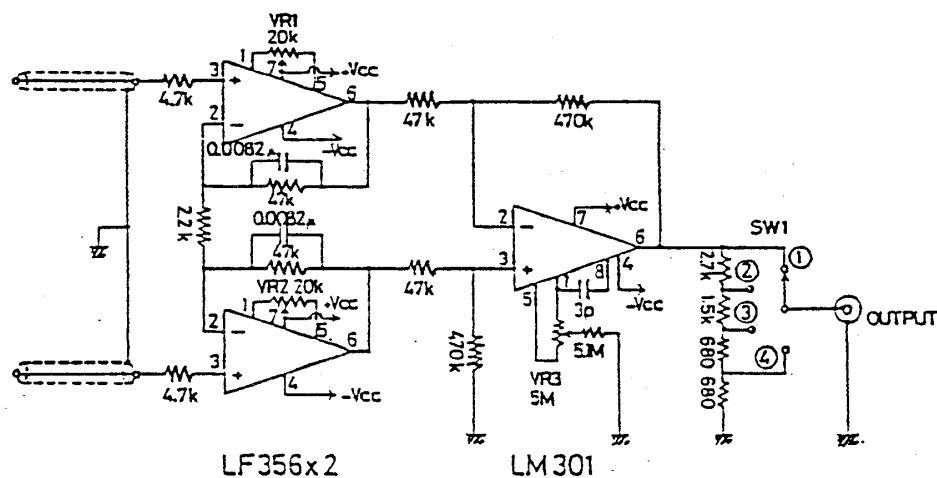 VR1
20k
1
7
-Vcc
3
+
5
6
4.7k
2
−
4
-Vcc
47k
470k
0.0082μ
47k
2.2k
0.0082μ
47k
VR2 20k
1
7
+Vcc
5
2
−
6
3
+
4
-Vcc
4.7k
47k
470k
2
−
7
+Vcc
6
3
+
5
1
8
4
-Vcc
3p
5.1M
VR3
5M
SW1
①
2.7k
②
1.5k
③
680
④
680
OUTPUT
LF356x2
LM301